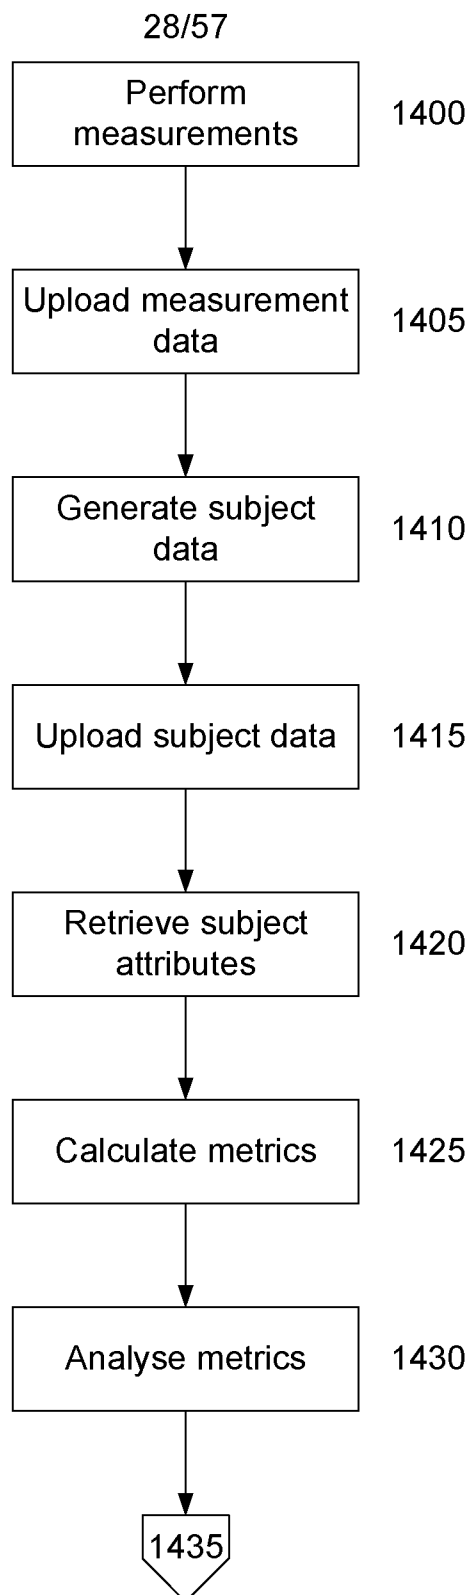 28/57
Perform
measurements
1400
Upload measurement
data
1405
Generate subject
data
1410
Upload subject data
1415
Retrieve subject
attributes
1420
Calculate metrics
1425
Analyse metrics
1430
1435